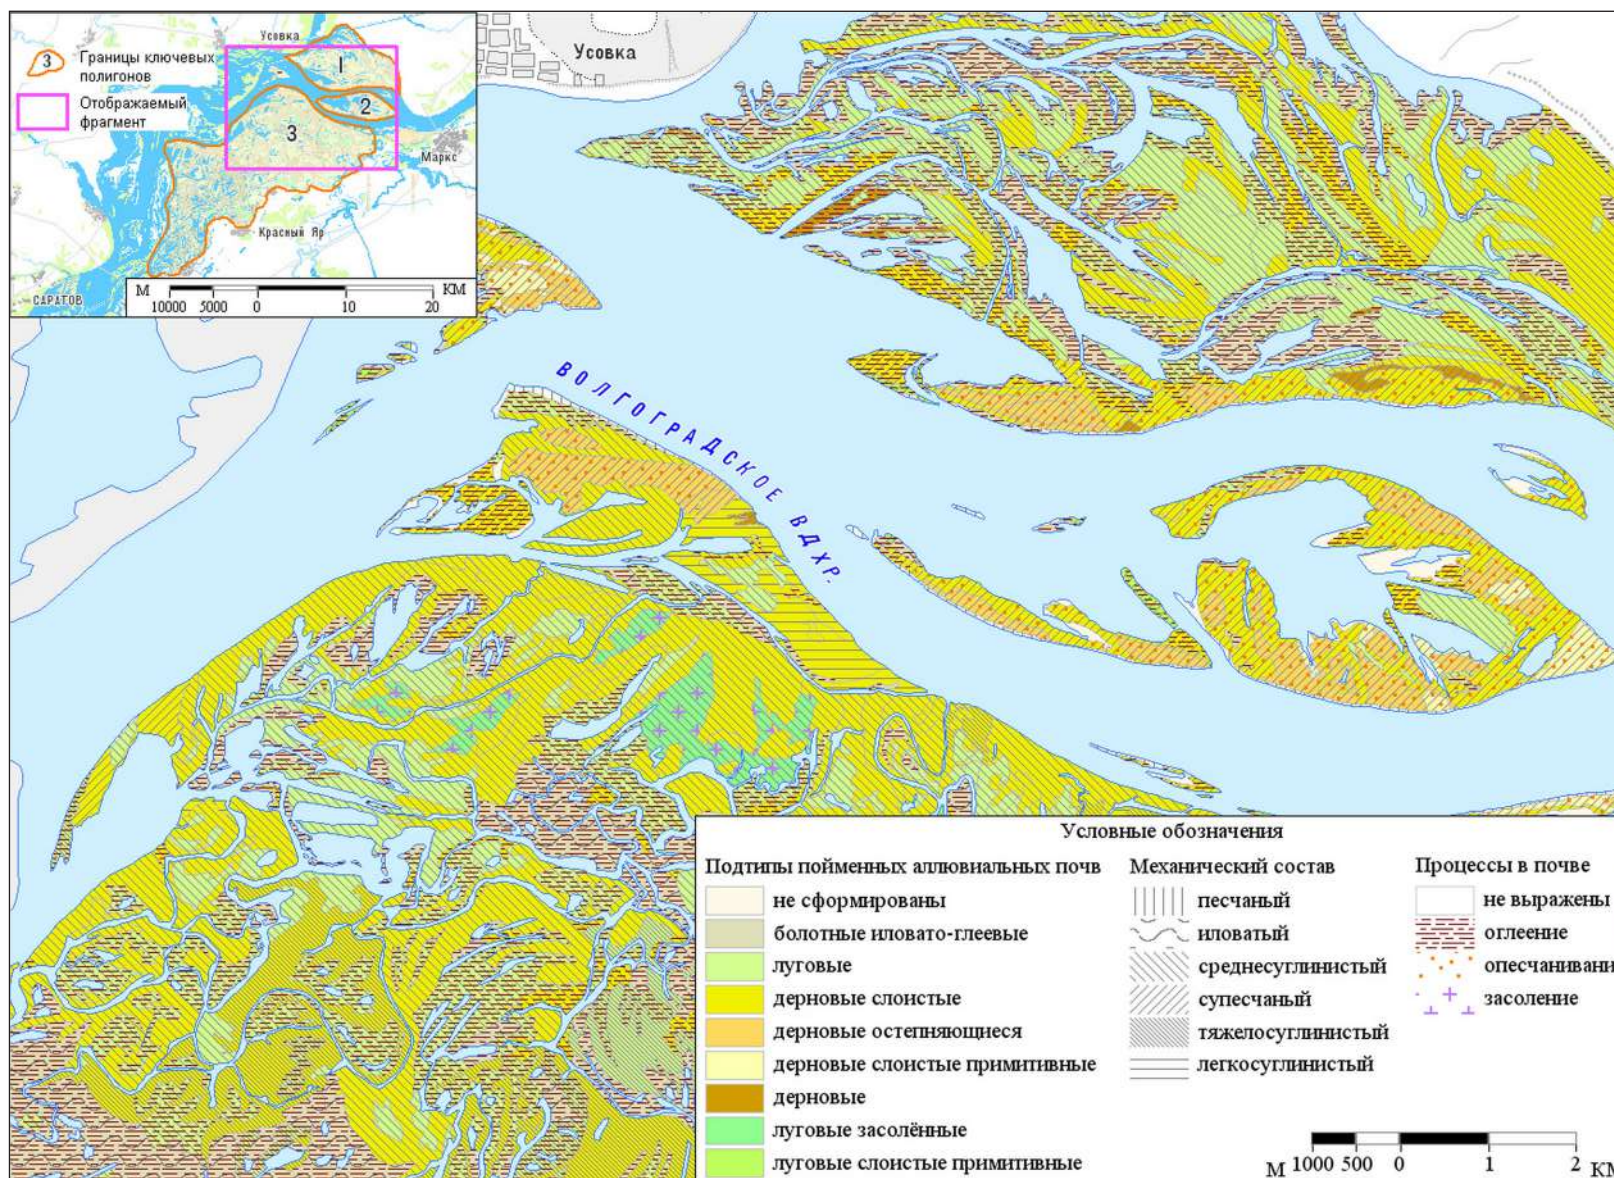 Усовка
3
Границы ключевых
полигонов
Отображаемый
фрагмент
1
2
3
Маркс
Красный Яр
САРАТОВ
М
КМ
10000 5000 0 10 20
Усовка
ВОЛГОГРАДСКОЕ ВДХР.
Условные обозначения
Подтипы пойменных аллювиальных почв
не сформированы
болотные иловато-глеевые
луговые
дерновые слоистые
дерновые остепняющиеся
дерновые слоистые примитивные
дерновые
луговые засолённые
луговые слоистые примитивные
Механический состав
песчаный
иловатый
среднесуглинистый
супесчаный
тяжелосуглинистый
легкосуглинистый
Процессы в почве
не выражены
оглеение
опесчанивани
засоление
М 1000 500 0 1 2 КМ